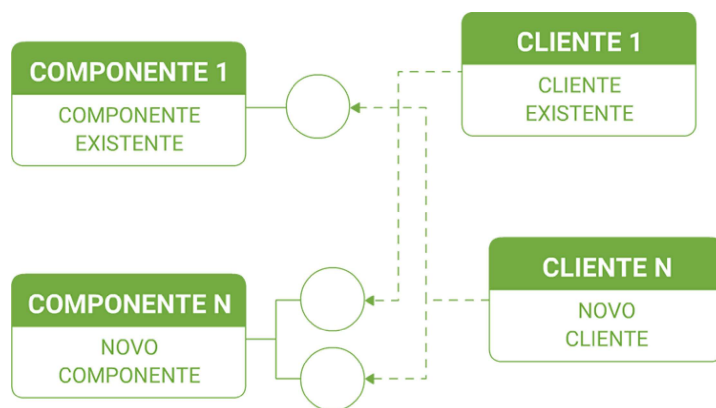 COMPONENTE 1
COMPONENTE
EXISTENTE
CLIENTE 1
CLIENTE
EXISTENTE
COMPONENTE N
NOVO
COMPONENTE
CLIENTE N
NOVO
CLIENTE